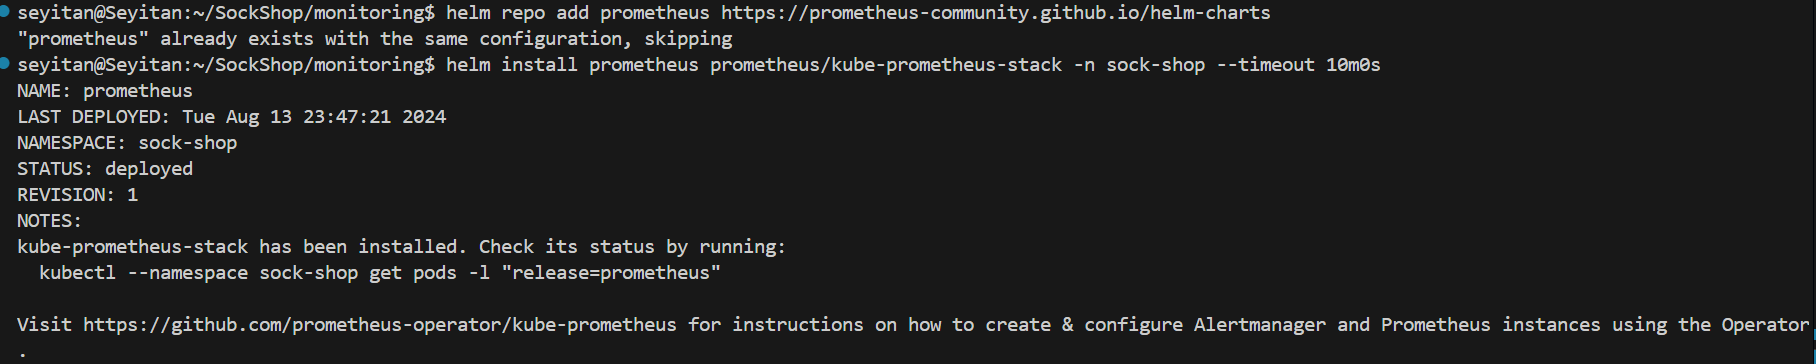 seyitan@Seyitan:~/SockShop/monitoring$ helm repo add prometheus https://prometheus-community.github.io/helm-charts
"prometheus" already exists with the same configuration, skipping
seyitan@Seyitan:~/SockShop/monitoring$ helm install prometheus prometheus/kube-prometheus-stack -n sock-shop --timeout 10m0s
NAME: prometheus
LAST DEPLOYED: Tue Aug 13 23:47:21 2024
NAMESPACE: sock-shop
STATUS: deployed
REVISION: 1
NOTES:
kube-prometheus-stack has been installed. Check its status by running:
  kubectl --namespace sock-shop get pods -l "release=prometheus"

Visit https://github.com/prometheus-operator/kube-prometheus for instructions on how to create & configure Alertmanager and Prometheus instances using the Operator
.